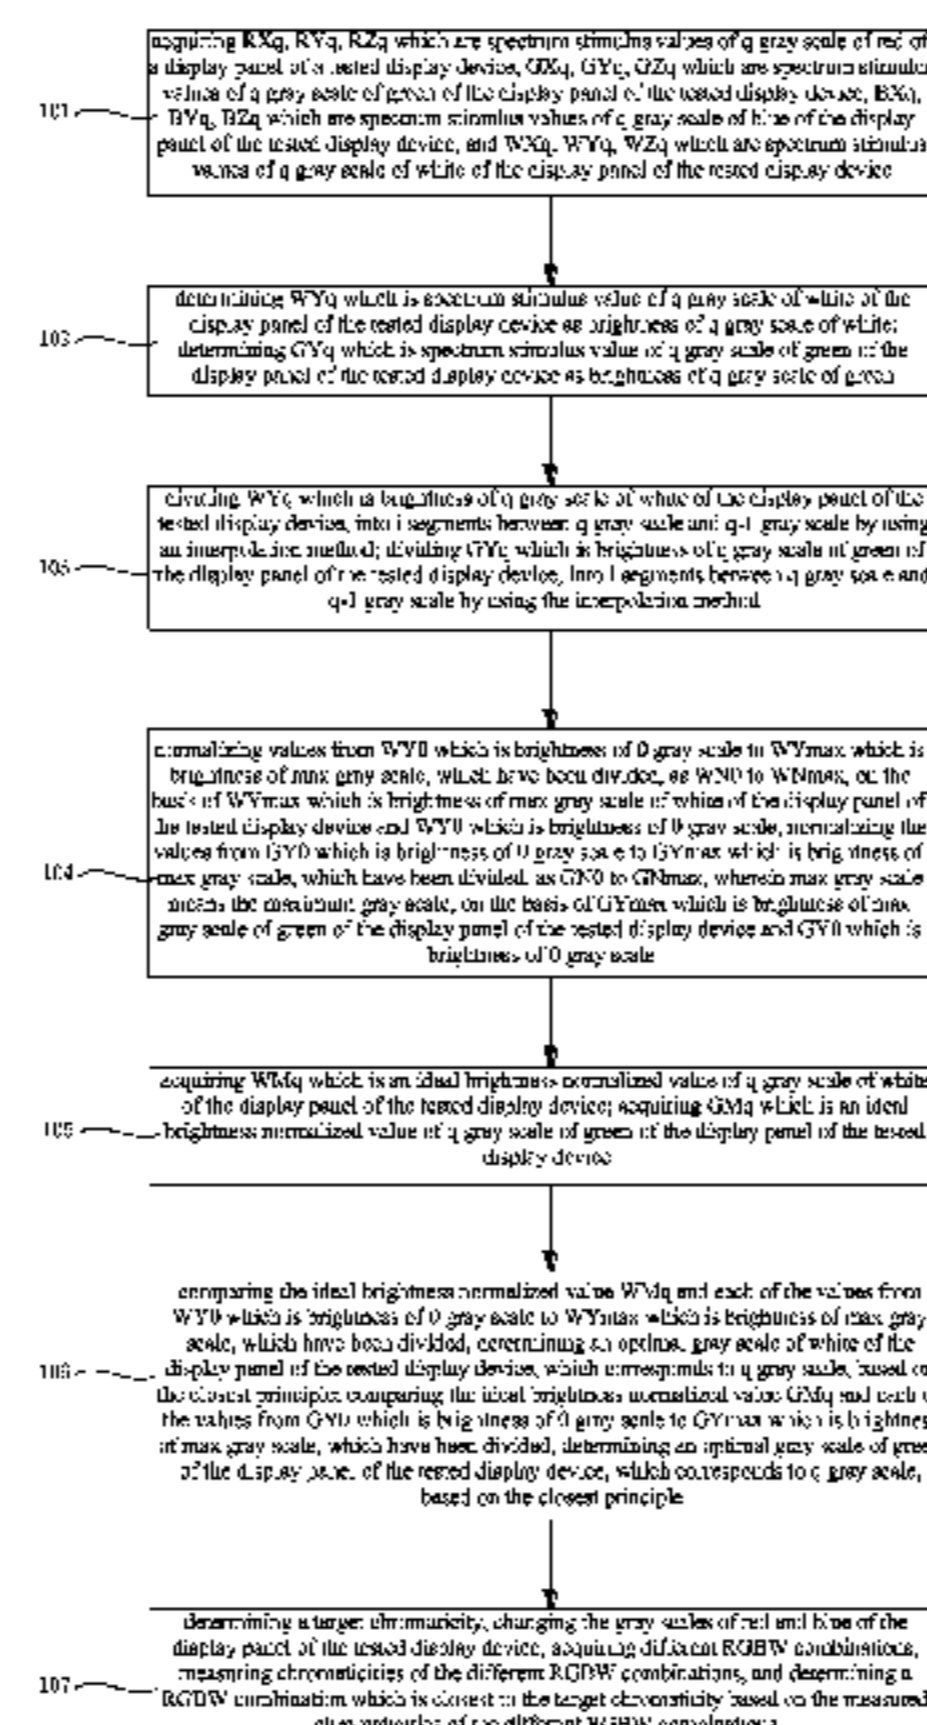 101
acquiring RXq, RYq, RZq which are spectrum stimulus values of q gray scale of red of
a display panel of a tested display device, GXq, GYq, GZq which are spectrum stimulus
values of q gray scale of green of the display panel of the tested display device, BXq,
BYq, BZq which are spectrum stimulus values of q gray scale of blue of the display
panel of the tested display device, and WXq, WYq, WZq which are spectrum stimulus
values of q gray scale of white of the display panel of the tested display device
determining WYq which is spectrum stimulus value of q gray scale of white of the
display panel of the tested display device as brightness of q gray scale of white;
determining GYq which is spectrum stimulus value of q gray scale of green of the
display panel of the tested display device as brightness of q gray scale of green
dividing WYq which is brightness of q gray scale of white of the display panel of the
tested display device, into i segments between q gray scale and q-1 gray scale by using
an interpolation method; dividing GYq which is brightness of q gray scale of green of
the display panel of the tested display device, into i segments between q gray scale and
q-1 gray scale by using the interpolation method
104
normalizing values from WY0 which is brightness of 0 gray scale to WYmax which is
brightness of max gray scale, which have been divided, as WN0 to WNmax, on the
basis of WYmax which is brightness of max gray scale of white of the display panel of
the tested display device and WY0 which is brightness of 0 gray scale, normalizing the
values from GY0 which is brightness of 0 gray scale to GYmax which is brightness of
max gray scale, which have been divided, as GN0 to GNmax, wherein max gray scale
means the maximum gray scale, on the basis of GYmax which is brightness of max
gray scale of green of the display panel of the tested display device and GY0 which is
brightness of 0 gray scale
105
acquiring WMq which is an ideal brightness normalized value of q gray scale of white
of the display panel of the tested display device; acquiring GMq which is an ideal
brightness normalized value of q gray scale of green of the display panel of the tested
display device
106
comparing the ideal brightness normalized value WMq and each of the values from
WY0 which is brightness of 0 gray scale to WYmax which is brightness of max gray
scale, which have been divided, determining an optimal gray scale of white of the
display panel of the tested display device, which corresponds to q gray scale, based on
the closest principle; comparing the ideal brightness normalized value GMq and each
the values from GY0 which is brightness of 0 gray scale to GYmax which is
of max gray scale, which have been divided, determining an optimal gray scale of
of the display panel of the tested display device, which corresponds to q gray scale,
based on the closest principle
107
determining a target chromaticity, changing the gray scales of red and blue of the
display panel of the tested display device, acquiring different RGBW combinations,
measuring chromaticities of the different RGBW combinations, and determining a
RGBW combination which is closest to the target chromaticity based on the measured
of the different RGBW combinations